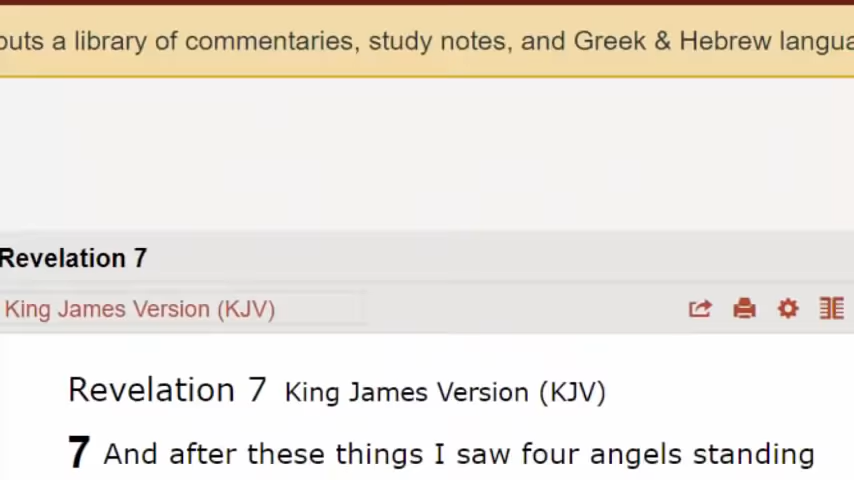 outs a library of commentaries, study notes, and Greek & Hebrew langua
Revelation 7
King James Version (KJV)
Revelation 7 King James Version (KJV)
7 And after these things I saw four angels standing